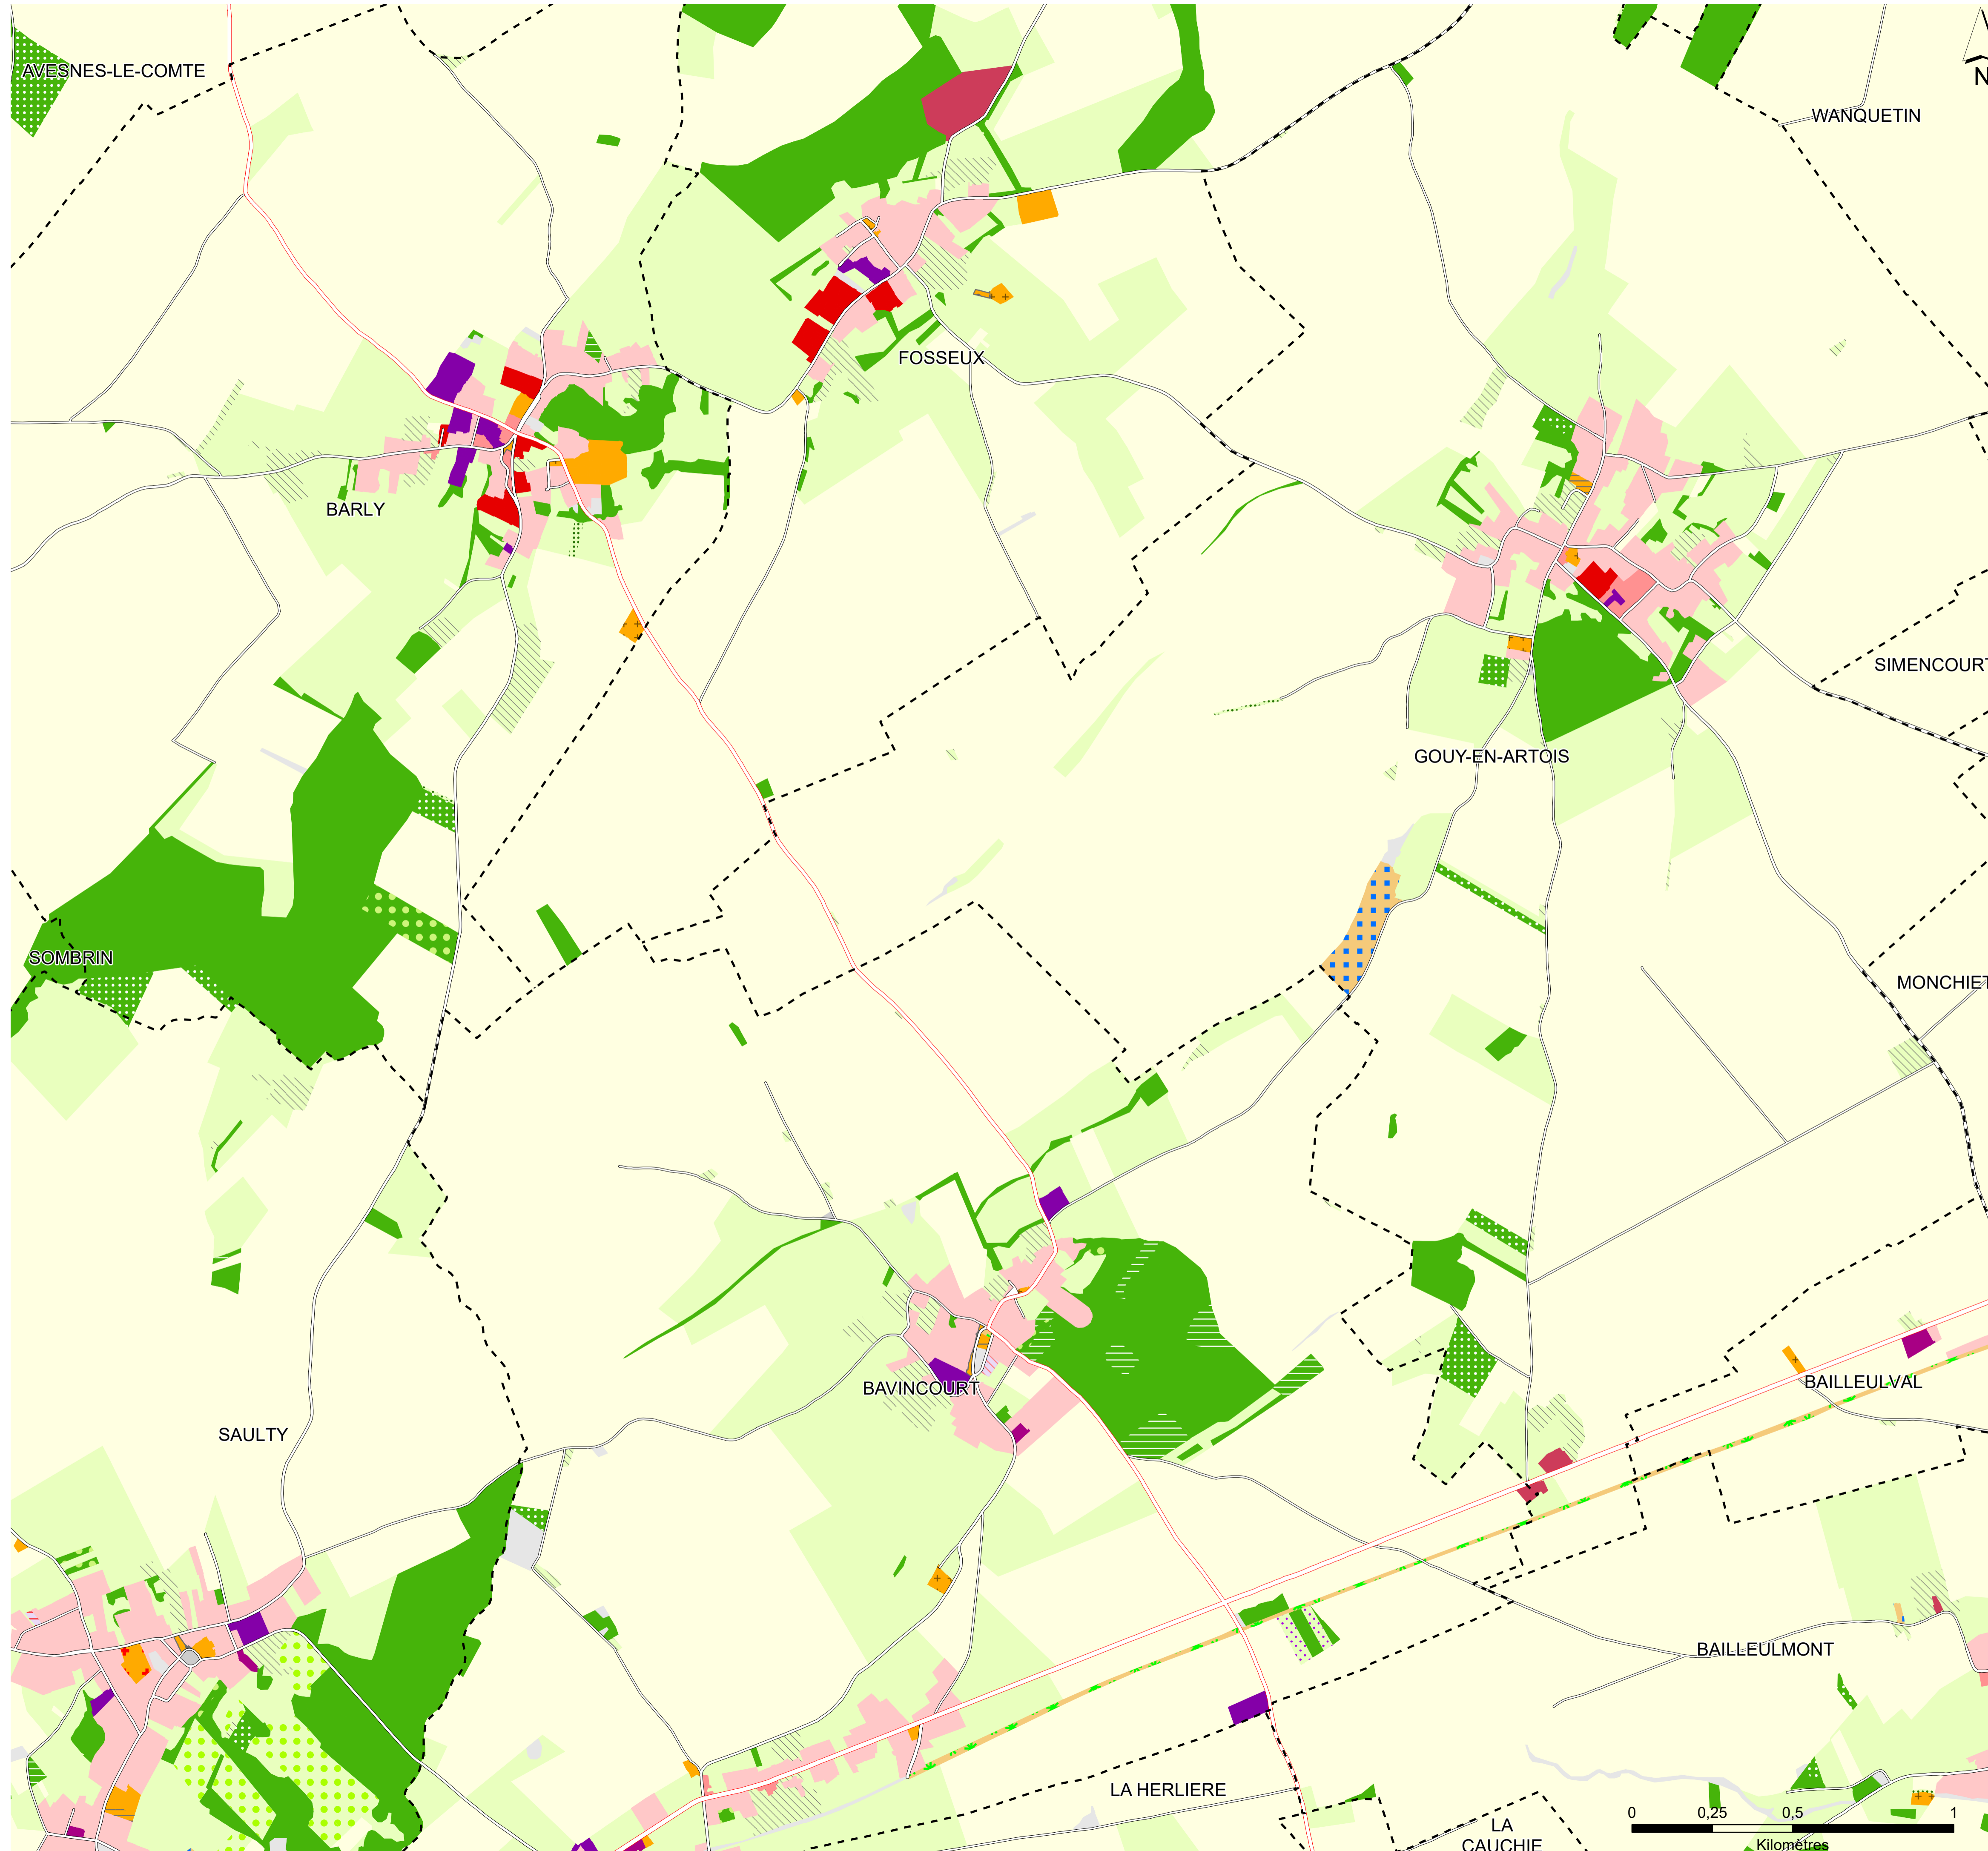 AVESNES-LE-COMTE
N
WANQUETIN
FOSSEUX
BARLY
SIMENCOURT
GOUY-EN-ARTOIS
SOMBRIN
MONCHIET
BAILLEULVAL
BAVINCOURT
SAULTY
BAILLEULMONT
LA HERLIERE
0 0,25 0,5 1
Kilomètres
LA
CAUCHIE